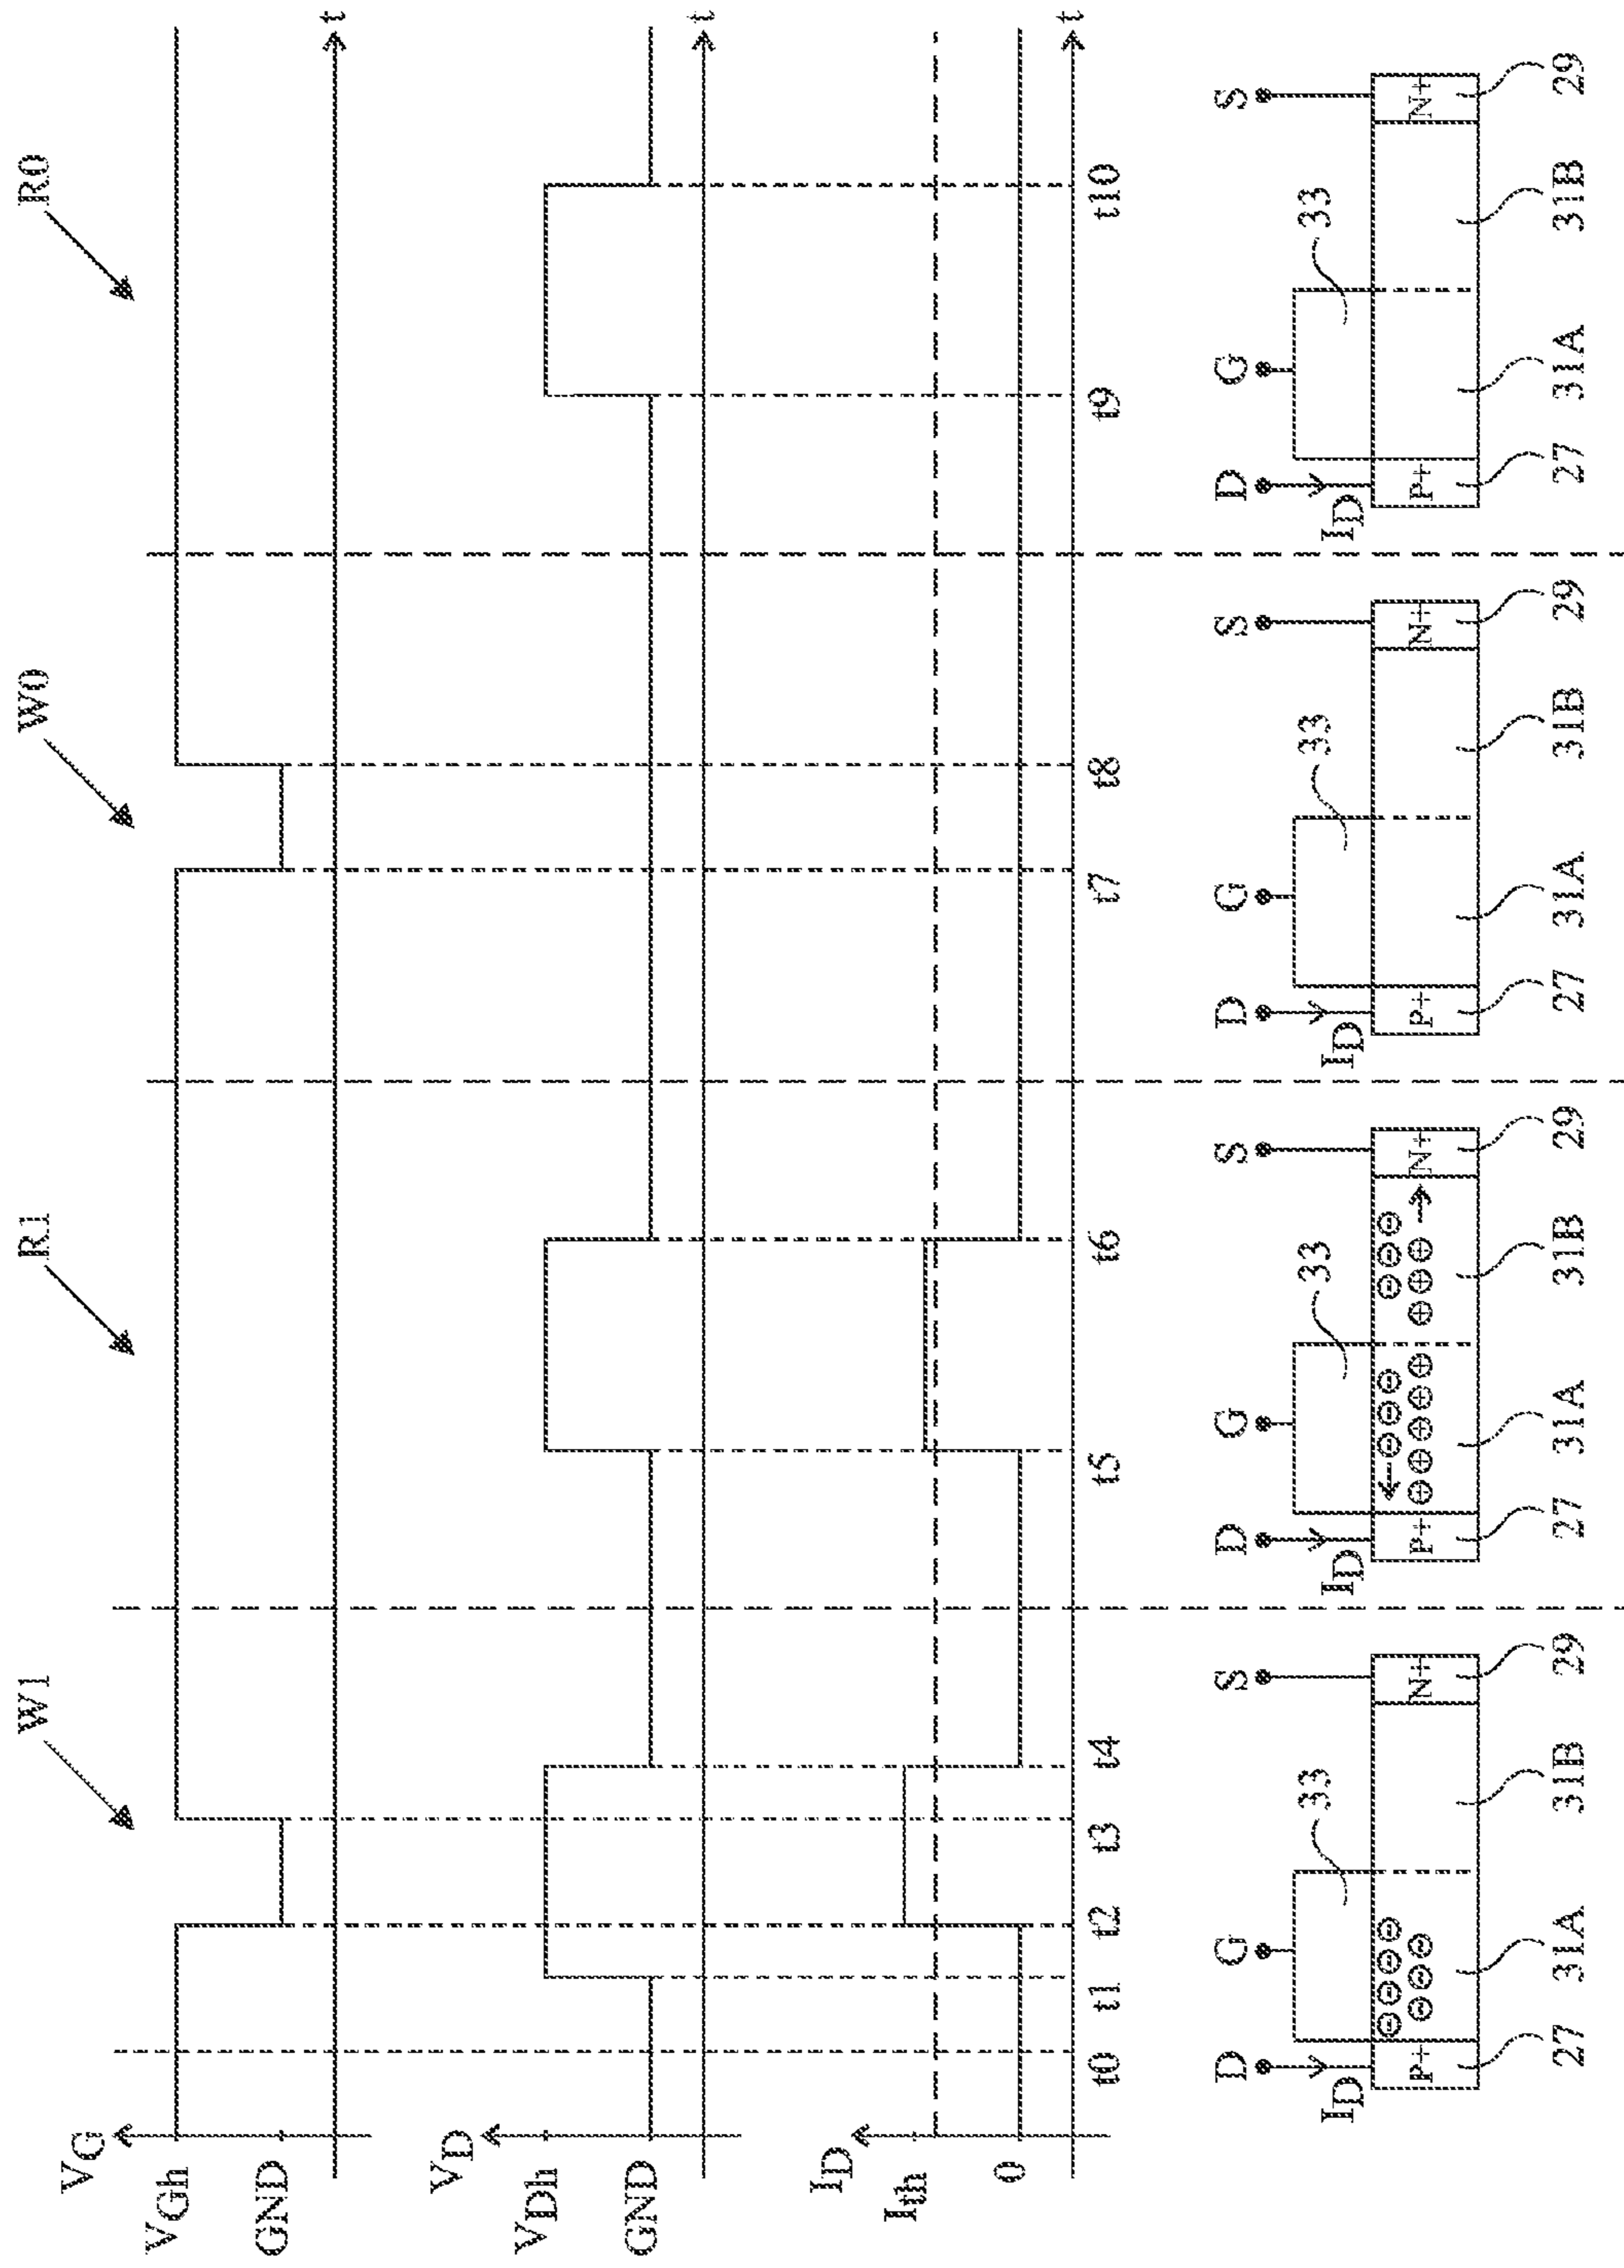 W1 R1 W0 R0
VG
VGh
GND
t
VD
VDh
GND
t
ID
Ith
0
t
t0 t1 t2 t3 t4 t5 t6 t7 t8 t9 t10
D G S D G S D G S D G S
ID 33 ID 33 ID 33 ID 33
P+ N+ P+ N+ P+ N+ P+ N+
27 31A 31B 29 27 31A 31B 29 27 31A 31B 29 27 31A 31B 29